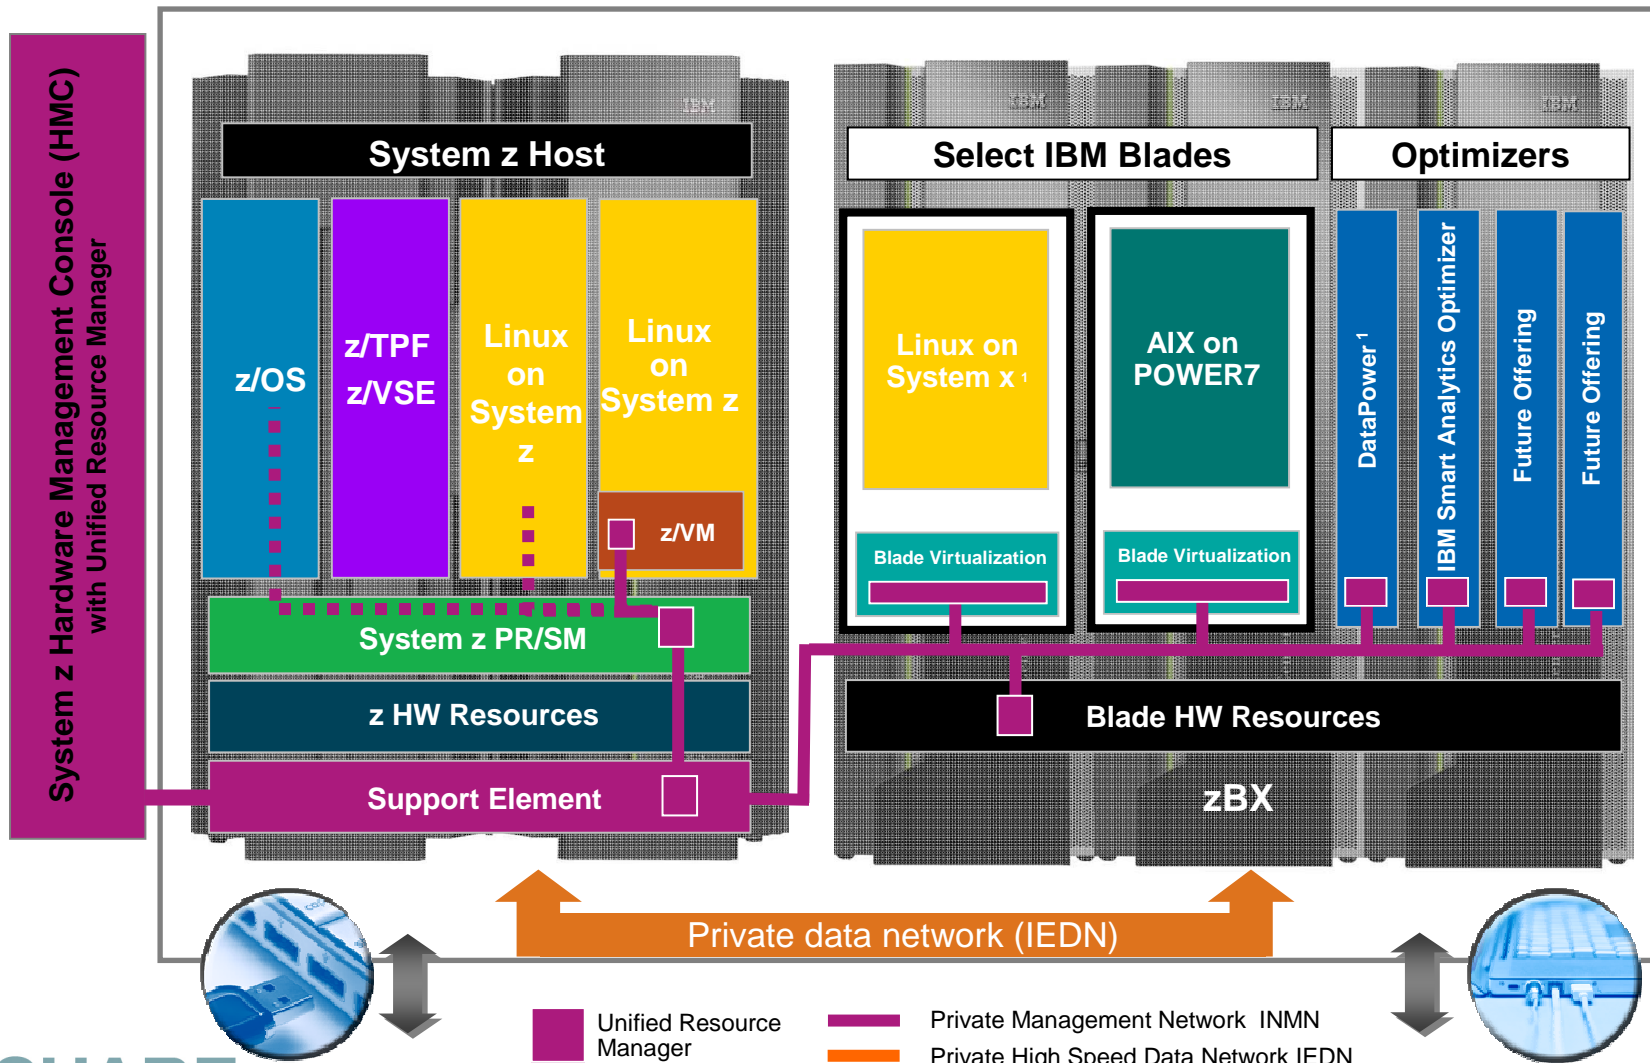 System z Hardware Management Console (HMC)
with Unified Resource Manager
IBM
IBM
IBM
IBM
System z Host
Select IBM Blades
Optimizers
z/OS
z/TPF
z/VSE
Linux
on
System
z
Linux
on
System z
z/VM
Linux on
System x 1
AIX on
POWER7
Blade Virtualization
Blade Virtualization
DataPower 1
IBM Smart Analytics Optimizer
Future Offering
Future Offering
System z PR/SM
z HW Resources
Support Element
Blade HW Resources
zBX
Private data network (IEDN)
Unified Resource
Manager
Private Management Network INMN
Private High Speed Data Network IEDN
SHARE